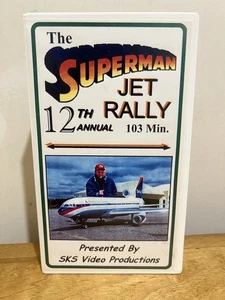 The
SUPERMAN
JET
12TH RALLY
ANNUAL 103 Min.
Presented By
SKS Video Productions